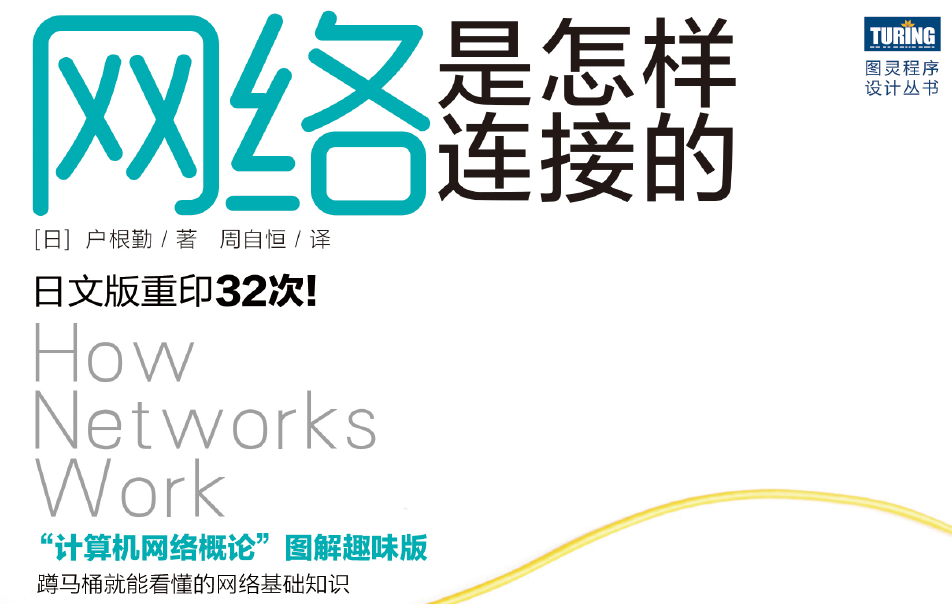 网络是怎样
连接的
TURING
图灵程序
设计丛书
[日] 户根勤 / 著 周自恒 / 译
日文版重印32次!
How
Networks
Work
“计算机网络概论”图解趣味版
蹲马桶就能看懂的网络基础知识